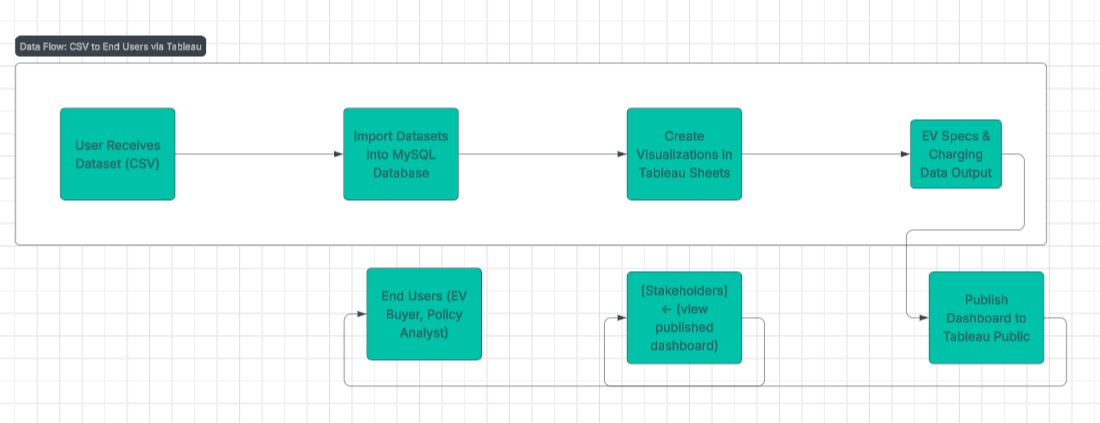 Data Flow: CSV to End Users via Tableau
User Receives
Dataset (CSV)
Import Datasets
into MySQL
Database
Create
Visualizations in
Tableau Sheets
EV Specs &
Charging
Data Output
End Users (EV
Buyer, Policy
Analyst)
[Stakeholders]
← (view
published
dashboard)
Publish
Dashboard to
Tableau Public